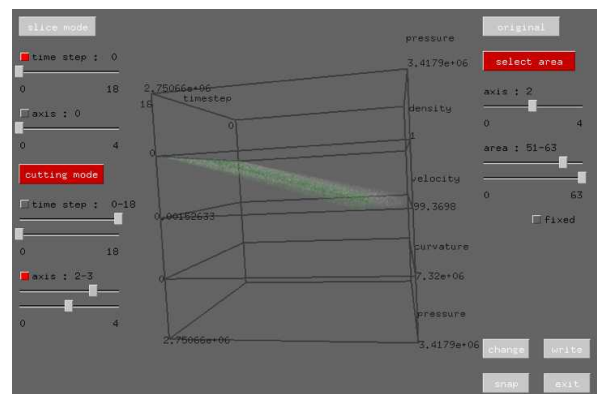 slice mode
time step : 0
0 18
axis : 0
0 4
cutting mode
time step : 0-18
0 18
axis : 2-3
0 4
pressure
3.4179e+06
2.75066e+06
18
timestep
0
density
1
0
velocity
99.3698
0.00152633
curvature
7.32e+06
0
pressure
3.4179e+06
2.75066e+06
original
select area
axis : 2
0 4
area : 51-63
0 63
fixed
change write
snap exit